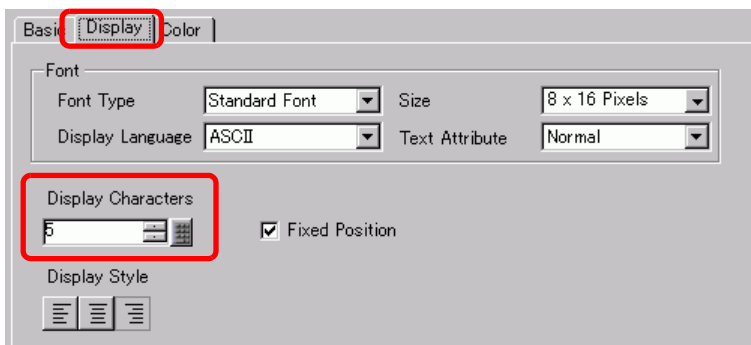 Basic Display Color
Font
Font Type Standard Font Size 8 x 16 Pixels
Display Language ASCII Text Attribute Normal
Display Characters
5 Fixed Position
Display Style